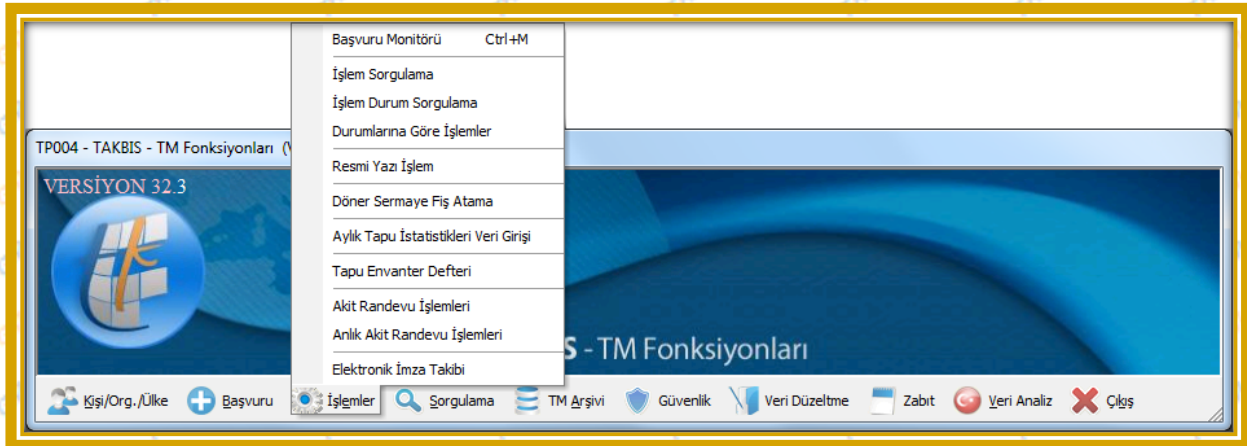 Başvuru Monitörü Ctrl+M
İşlem Sorgulama
İşlem Durum Sorgulama
Durumlarına Göre İşlemler
Resmi Yazı İşlem
Döner Sermaye Fiş Atama
Aylık Tapu İstatistikleri Veri Girişi
Tapu Envanter Defteri
Akit Randevu İşlemleri
Anlık Akit Randevu İşlemleri
Elektronik İmza Takibi
TP004 - TAKBIS - TM Fonksiyonları (
VERSİYON 32.3
S - TM Fonksiyonları
Kişi/Org./Ülke Başvuru İşlemler Sorgulama TM Arşivi Güvenlik Veri Düzeltme Zabıt Veri Analiz Çıkış